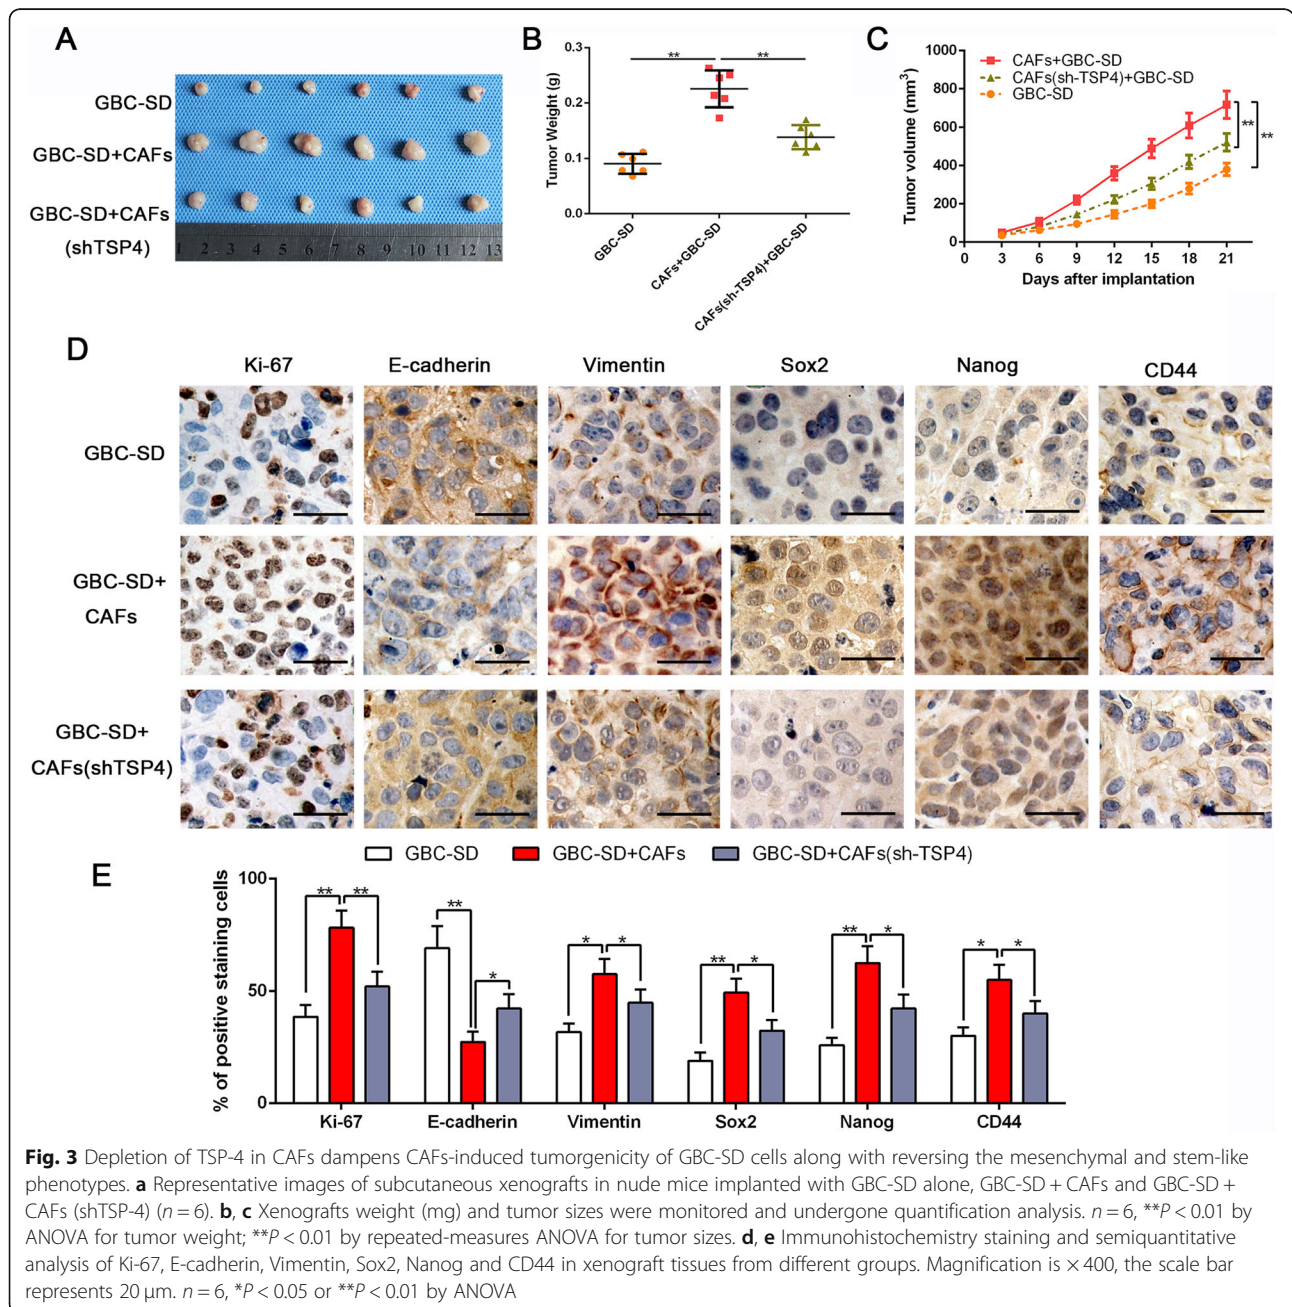 A
GBC-SD
GBC-SD+CAFs
GBC-SD+CAFs
(shTSP4)
1 2 3 4 5 6 7 8 9 10 11 12 13
B
Tumor Weight (g)
0.3
0.2
0.1
0.0
** **
GBC-SD
CAFs+GBC-SD
CAFs(sh-TSP4)+GBC-SD
C
Tumor volume (mm³)
1000
800
600
400
200
0
CAFs+GBC-SD
CAFs(sh-TSP4)+GBC-SD
GBC-SD
**
**
0 3 6 9 12 15 18 21
Days after implantation
D
Ki-67 E-cadherin Vimentin Sox2 Nanog CD44
GBC-SD
GBC-SD+
CAFs
GBC-SD+
CAFs(shTSP4)
E
GBC-SD GBC-SD+CAFs GBC-SD+CAFs(sh-TSP4)
% of positive staining cells
100
50
0
** ** ** * * * ** * ** * * *
Ki-67 E-cadherin Vimentin Sox2 Nanog CD44
Fig. 3 Depletion of TSP-4 in CAFs dampens CAFs-induced tumorgenicity of GBC-SD cells along with reversing the mesenchymal and stem-like
phenotypes. a Representative images of subcutaneous xenografts in nude mice implanted with GBC-SD alone, GBC-SD + CAFs and GBC-SD +
CAFs (shTSP-4) (n = 6). b, c Xenografts weight (mg) and tumor sizes were monitored and undergone quantification analysis. n = 6, **P < 0.01 by
ANOVA for tumor weight; **P < 0.01 by repeated-measures ANOVA for tumor sizes. d, e Immunohistochemistry staining and semiquantitative
analysis of Ki-67, E-cadherin, Vimentin, Sox2, Nanog and CD44 in xenograft tissues from different groups. Magnification is × 400, the scale bar
represents 20 μm. n = 6, *P < 0.05 or **P < 0.01 by ANOVA